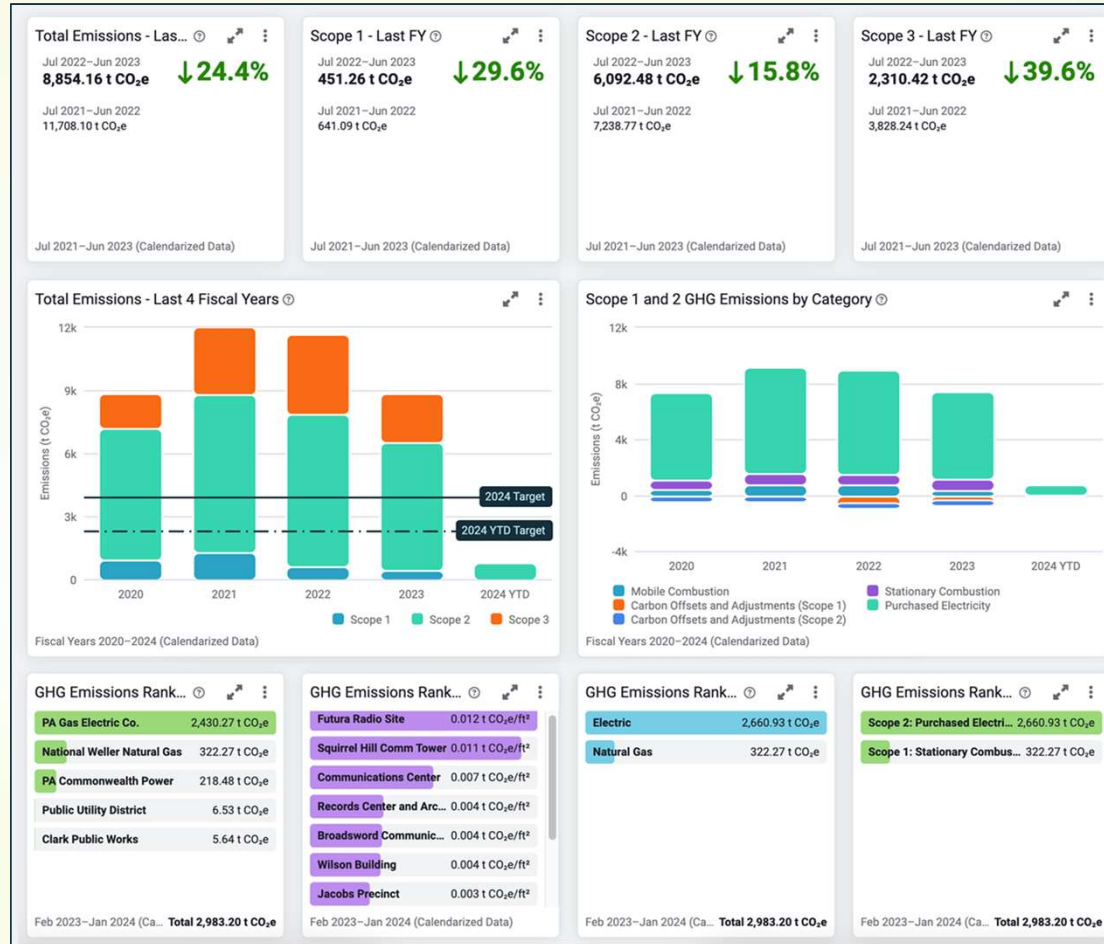 Total Emissions - Las...
Jul 2022–Jun 2023
8,854.16 t CO₂e
↓24.4%
Jul 2021–Jun 2022
11,708.10 t CO₂e
Jul 2021–Jun 2023 (Calendarized Data)
Scope 1 - Last FY
Jul 2022–Jun 2023
451.26 t CO₂e
↓29.6%
Jul 2021–Jun 2022
641.09 t CO₂e
Jul 2021–Jun 2023 (Calendarized Data)
Scope 2 - Last FY
Jul 2022–Jun 2023
6,092.48 t CO₂e
↓15.8%
Jul 2021–Jun 2022
7,238.77 t CO₂e
Jul 2021–Jun 2023 (Calendarized Data)
Scope 3 - Last FY
Jul 2022–Jun 2023
2,310.42 t CO₂e
↓39.6%
Jul 2021–Jun 2022
3,828.24 t CO₂e
Jul 2021–Jun 2023 (Calendarized Data)
Total Emissions - Last 4 Fiscal Years
Emissions (t CO₂e)
12k
9k
6k
3k
0
2024 Target
2024 YTD Target
2020 2021 2022 2023 2024 YTD
Scope 1 Scope 2 Scope 3
Fiscal Years 2020–2024 (Calendarized Data)
Scope 1 and 2 GHG Emissions by Category
Emissions (t CO₂e)
12k
8k
4k
0
-4k
2020 2021 2022 2023 2024 YTD
Mobile Combustion Stationary Combustion
Carbon Offsets and Adjustments (Scope 1) Purchased Electricity
Carbon Offsets and Adjustments (Scope 2)
Fiscal Years 2020–2024 (Calendarized Data)
GHG Emissions Rank...
PA Gas Electric Co. 2,430.27 t CO₂e
National Weller Natural Gas 322.27 t CO₂e
PA Commonwealth Power 218.48 t CO₂e
Public Utility District 6.53 t CO₂e
Clark Public Works 5.64 t CO₂e
Feb 2023–Jan 2024 (Ca... Total 2,983.20 t CO₂e
GHG Emissions Rank...
Futura Radio Site 0.012 t CO₂e/ft²
Squirrel Hill Comm Tower 0.011 t CO₂e/ft²
Communications Center 0.007 t CO₂e/ft²
Records Center and Arc... 0.004 t CO₂e/ft²
Broadsword Communic... 0.004 t CO₂e/ft²
Wilson Building 0.004 t CO₂e/ft²
Jacobs Precinct 0.003 t CO₂e/ft²
Feb 2023–Jan 2024 (Calendarized Data)
GHG Emissions Rank...
Electric 2,660.93 t CO₂e
Natural Gas 322.27 t CO₂e
Feb 2023–Jan 2024 (Ca... Total 2,983.20 t CO₂e
GHG Emissions Rank...
Scope 2: Purchased Electri... 2,660.93 t CO₂e
Scope 1: Stationary Combus... 322.27 t CO₂e
Feb 2023–Jan 2024 (Ca... Total 2,983.20 t CO₂e